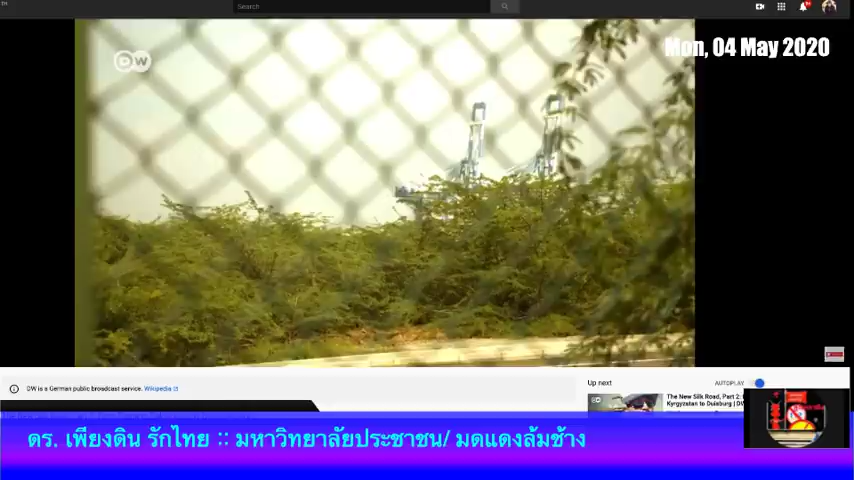 EN
Search
9+
DW
Mon, 04 May 2020
DW is a German public broadcast service. Wikipedia
Up next
AUTOPLAY
The New Silk Road, Part 2:
Kyrgyzstan to Duisburg | DW
ดร. เพียงดิน รักไทย :: มหาวิทยาลัยประชาชน/ มดแดงล้มช้าง